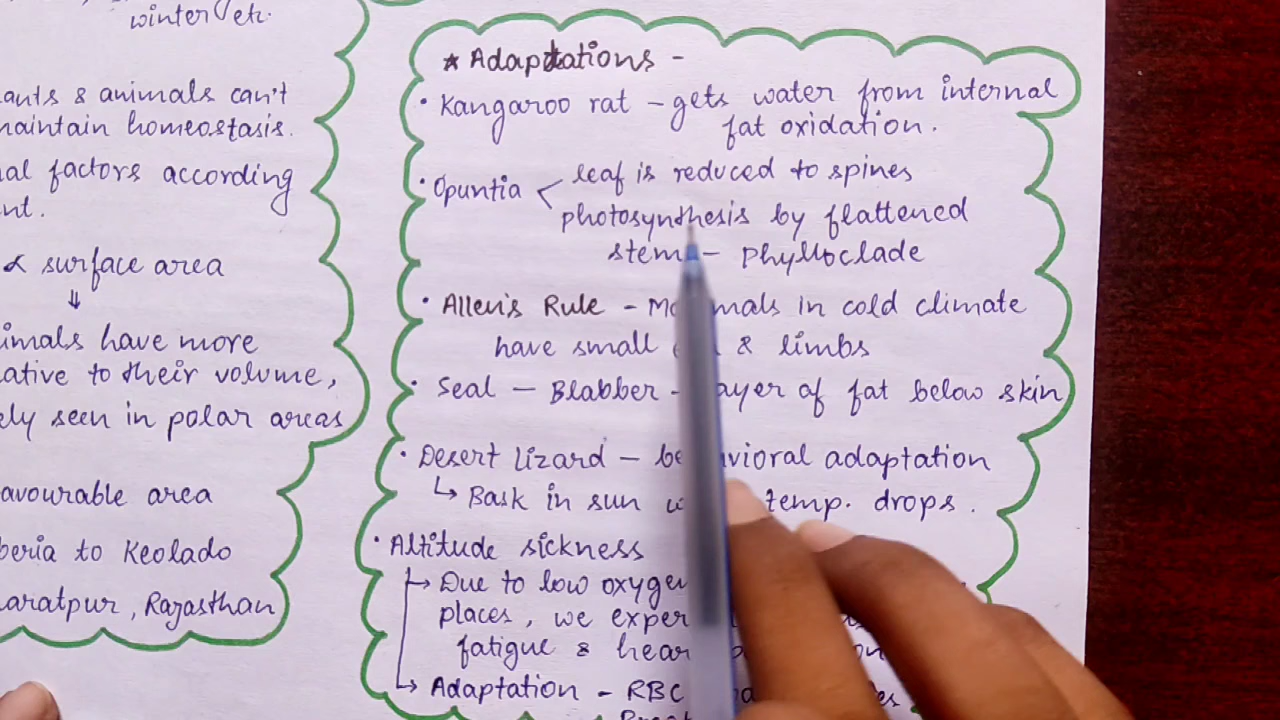 winter etc.
ants & animals can't
maintain homeostasis.
al factors according
nt.
∝ surface area
⇓
imals have more
ative to their volume,
ely seen in polar areas
avourable area
beria to Keolado
aratpur, Rajasthan
★ Adaptations -
• Kangaroo rat - gets water from internal
fat oxidation.
• Opuntia < leaf is reduced to spines
photosynthesis by flattened
stem - Phylloclade
• Allen's Rule - mals in cold climate
have small & limbs
• Seal - Blabber - layer of fat below skin
• Desert Lizard - behavioral adaptation
↳ Bask in sun temp. drops.
• Altitude sickness
→ Due to low oxygen
places, we exper
fatigue & hear
↳ Adaptation - RBC